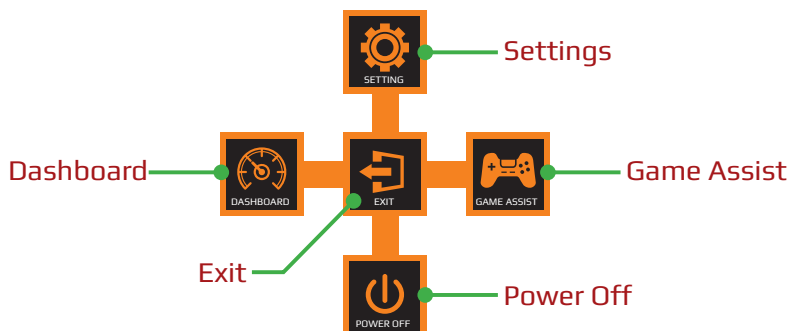 SETTING
Settings
Dashboard
DASHBOARD
EXIT
GAME ASSIST
Game Assist
Exit
POWER OFF
Power Off